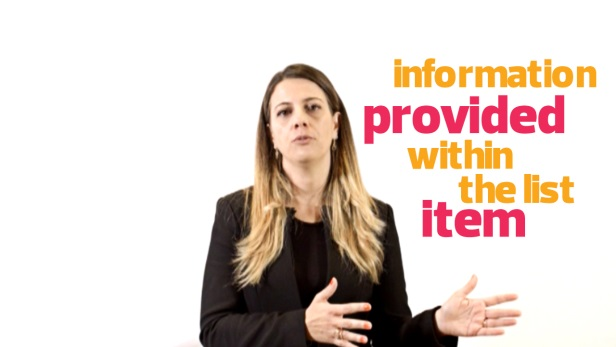 information
provided
within
the list
item